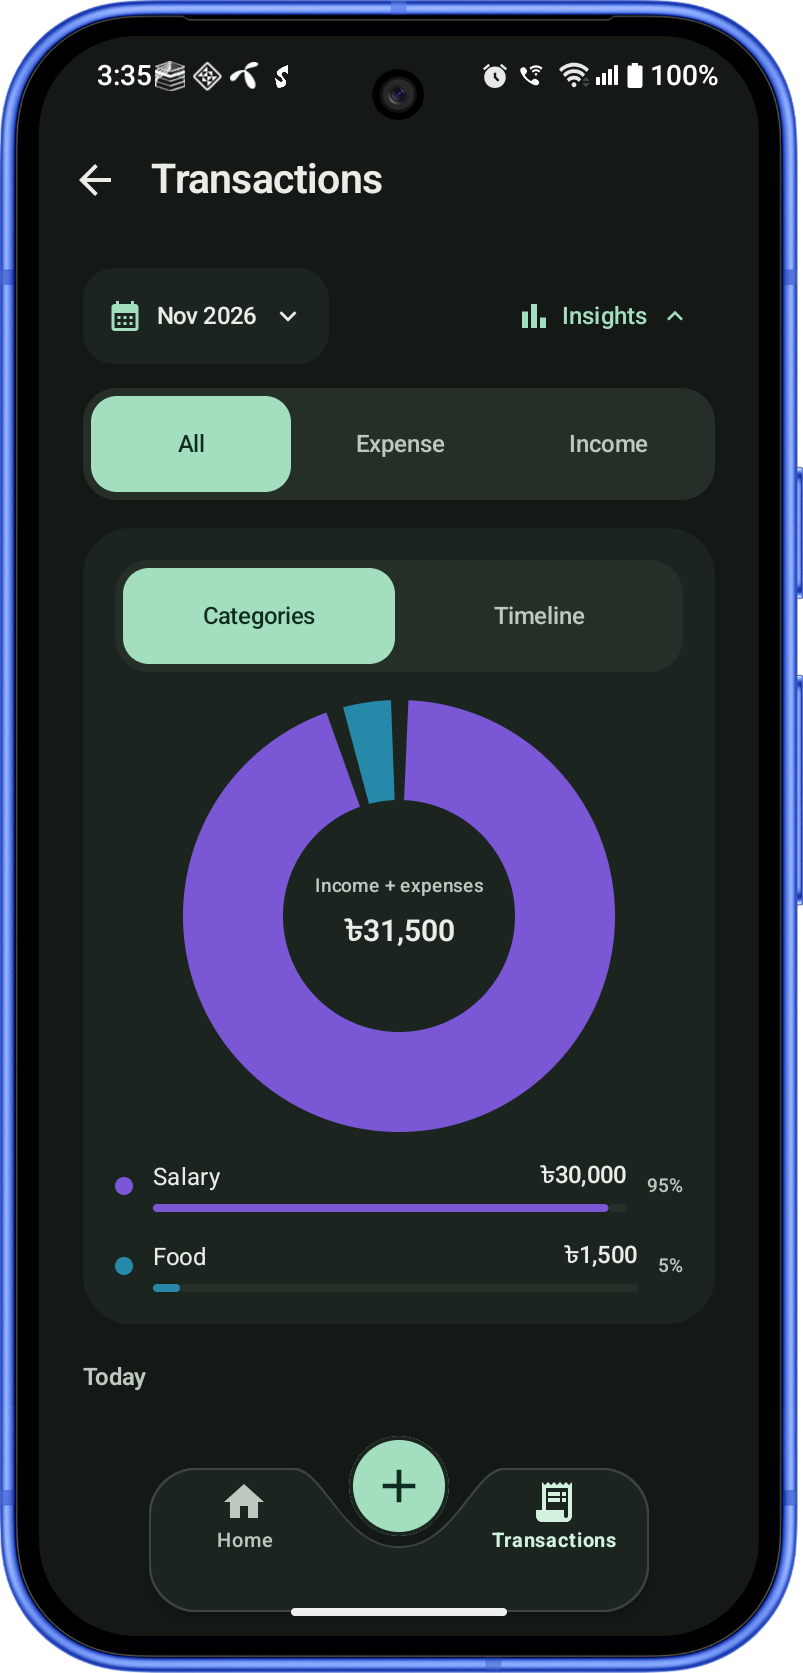 3:35
100%
Transactions
Nov 2026
Insights
All
Expense
Income
Categories
Timeline
Income + expenses
৳31,500
Salary
৳30,000
95%
Food
৳1,500
5%
Today
Home
Transactions